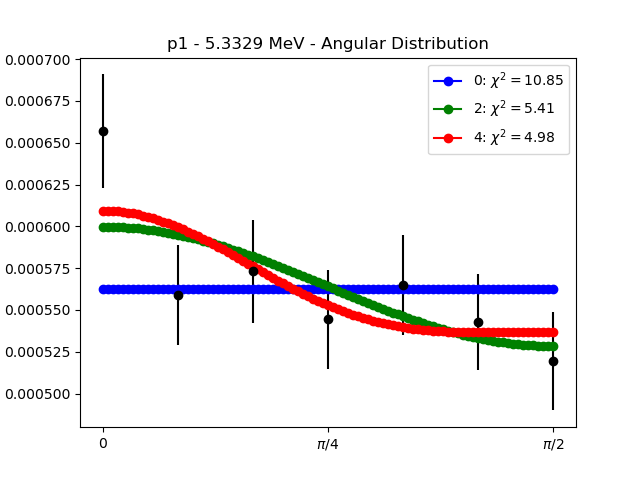 p1 - 5.3329 MeV - Angular Distribution
0.000700
0.000675
0.000650
0.000625
0.000600
0.000575
0.000550
0.000525
0.000500
0: χ² = 10.85
2: χ² = 5.41
4: χ² = 4.98
0
π/4
π/2